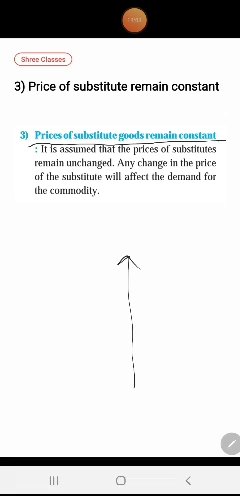 Shree Classes
3) Price of substitute remain constant
3) Prices of substitute goods remain constant
: It is assumed that the prices of substitutes
remain unchanged. Any change in the price
of the substitute will affect the demand for
the commodity.